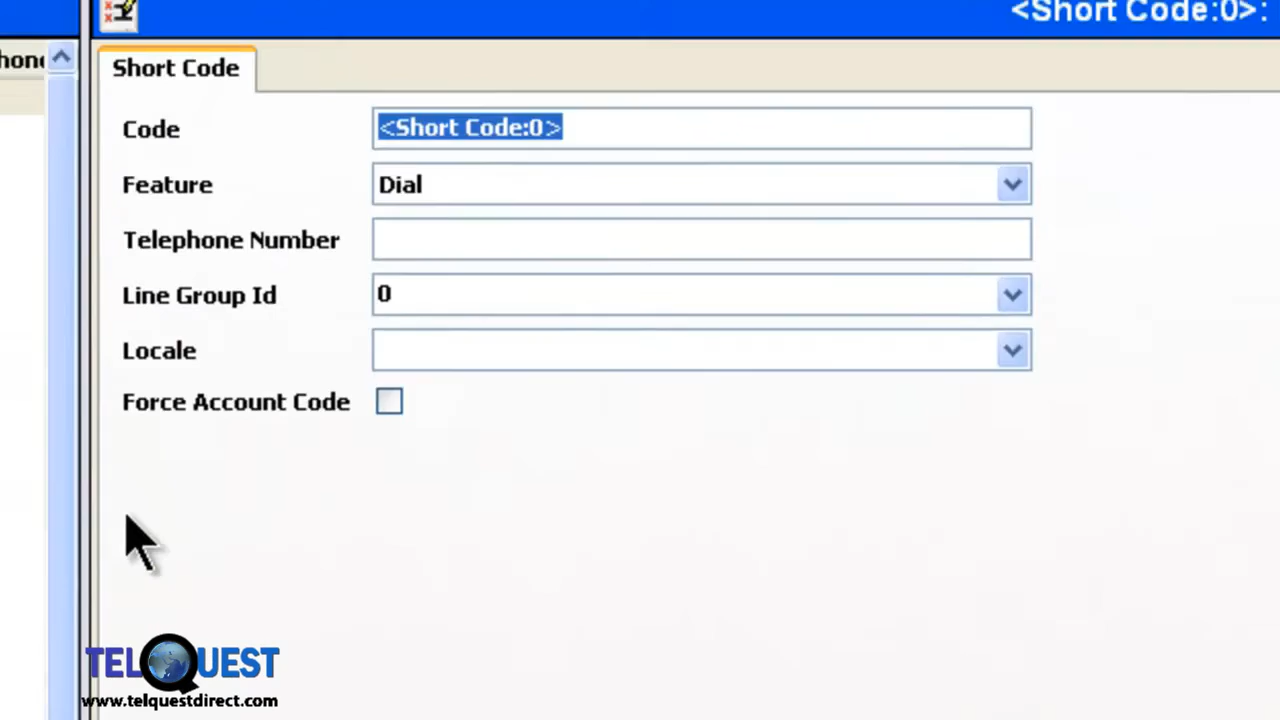 <Short Code:0>:
Short Code
Code <Short Code:0>
Feature Dial
Telephone Number
Line Group Id 0
Locale
Force Account Code
TELQUEST
www.telquestdirect.com